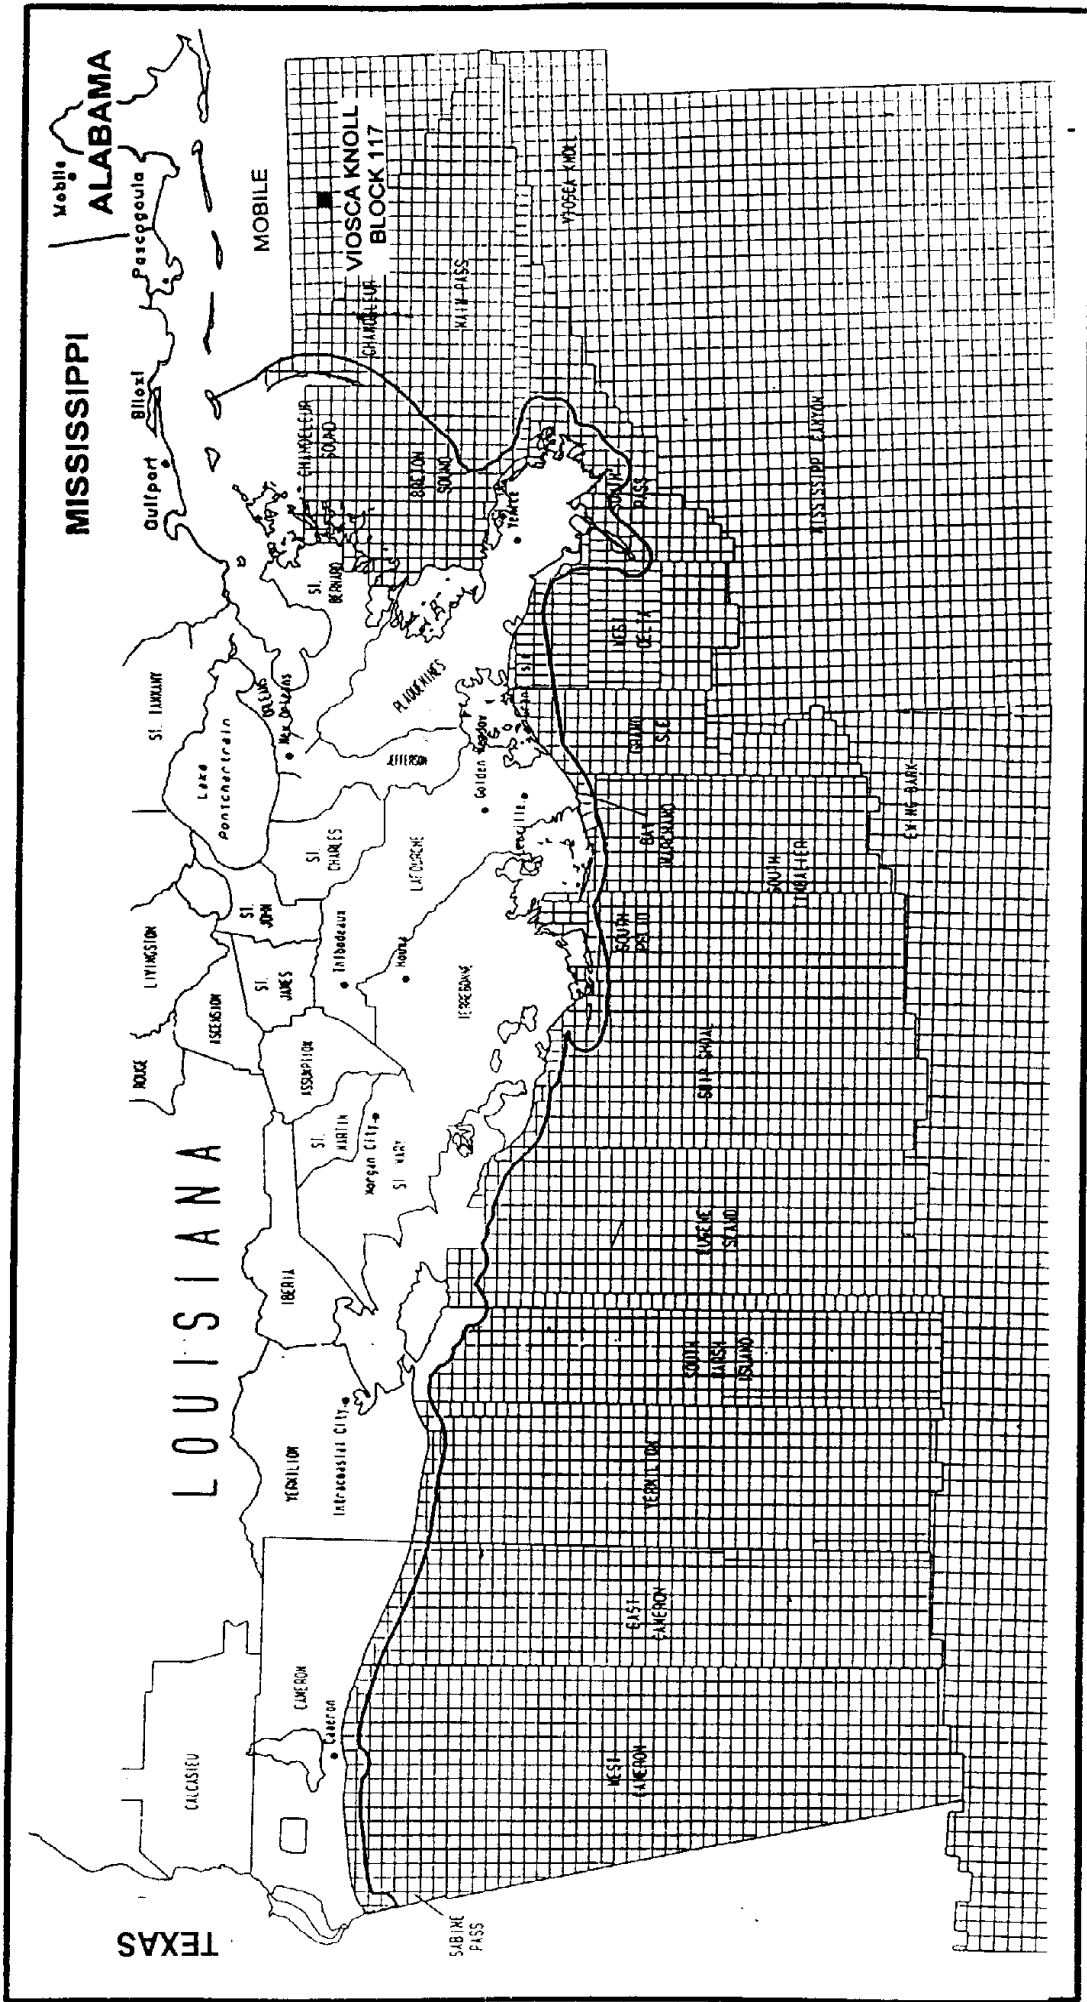 MISSISSIPPI
Mobile
ALABAMA
Pascagoula
Biloxi
Gulfport
MOBILE
VIOSCA KNOLL
BLOCK 117
CHANDELEUR
MAIN PASS
VIOSCA KNOLL
CHANDELEUR
SOUND
BRETON
SOUND
Venice
PASS
MISSISSIPPI CANYON
ST.
BERNARD
WEST
DELTA
ST. TAMMANY
Lake
Pontchartrain
ORLEANS
New Orleans
PLAQUEMINES
JEFFERSON
Golden Meadow
Leeville
GRAND
ISLE
BAY
MARCHAND
SOUTH
TIMBALIER
EWING BANK
ST.
CHARLES
LAFOURCHE
ST.
JOHN
LIVINGSTON
ST.
JAMES
ASCENSION
ROUGE
Thibodaux
Houma
TERREBONNE
SOUTH
PELTO
SHIP SHOAL
ASSUMPTION
ST.
MARTIN
Morgan City
ST. MARY
EUGENE
ISLAND
LOUISIANA
IBERIA
SOUTH
MARSH
ISLAND
VERMILION
Intracoastal City
VERMILION
EAST
CAMERON
CALCASIEU
CAMERON
Cameron
WEST
CAMERON
TEXAS
SABINE
PASS